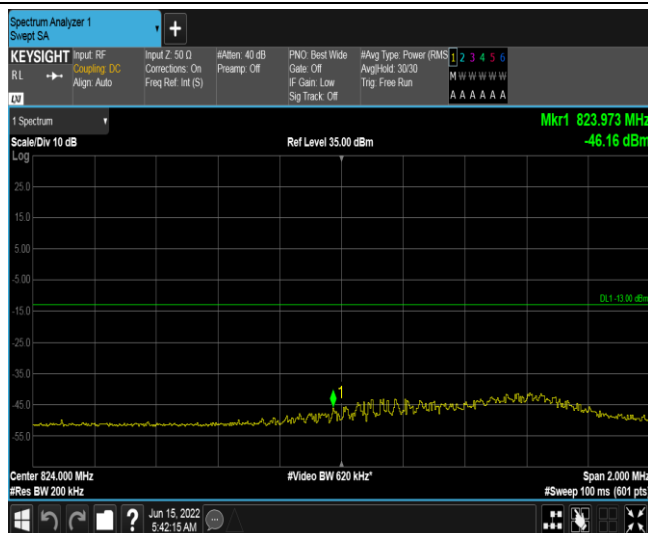 Spectrum Analyzer 1
Swept SA
+
KEYSIGHT
RL
LXI
Input: RF
Coupling: DC
Align: Auto
Input Z: 50 Ω
Corrections: On
Freq Ref: Int (S)
#Atten: 40 dB
Preamp: Off
PNO: Best Wide
Gate: Off
IF Gain: Low
Sig Track: Off
#Avg Type: Power (RMS
Avg|Hold: 30/30
Trig: Free Run
1 2 3 4 5 6
M W W W W W
A A A A A A
1 Spectrum
Scale/Div 10 dB
Ref Level 35.00 dBm
Mkr1 823.973 MHz
-46.16 dBm
Log
25.0
15.0
5.00
-5.00
DL1 -13.00 dBm
-15.0
-25.0
-35.0
1
-45.0
-55.0
Center 824.000 MHz
#Video BW 620 kHz*
Span 2.000 MHz
#Res BW 200 kHz
#Sweep 100 ms (601 pts)
?
Jun 15, 2022
5:42:15 AM